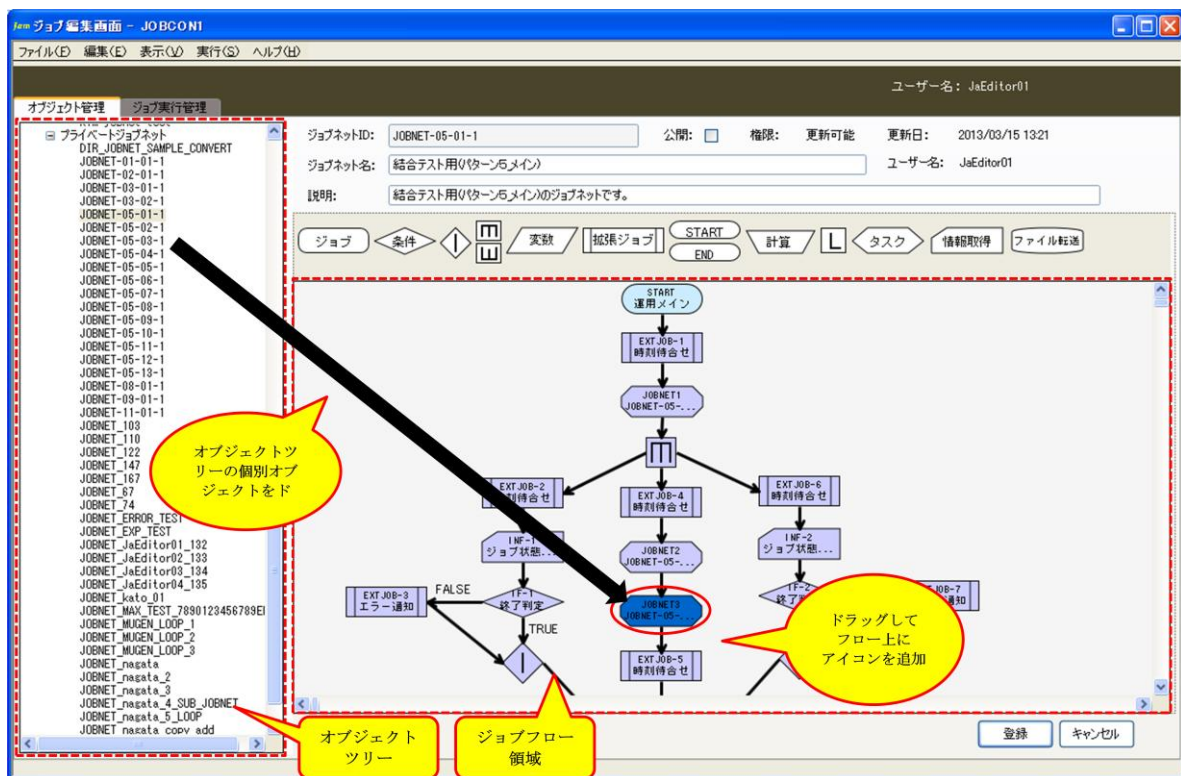 ジョブ編集画面 - JOBCON1
ファイル(F) 編集(E) 表示(V) 実行(S) ヘルプ(H)
ユーザー名: JaEditor01
オブジェクト管理 ジョブ実行管理
プライベートジョブネット
DIR_JOBNET_SAMPLE_CONVERT
JOBNET-01-01-1
JOBNET-02-01-1
JOBNET-03-01-1
JOBNET-03-02-1
JOBNET-05-01-1
JOBNET-05-02-1
JOBNET-05-03-1
JOBNET-05-04-1
JOBNET-05-05-1
JOBNET-05-06-1
JOBNET-05-07-1
JOBNET-05-08-1
JOBNET-05-09-1
JOBNET-05-10-1
JOBNET-05-11-1
JOBNET-05-12-1
JOBNET-05-13-1
JOBNET-08-01-1
JOBNET-09-01-1
JOBNET-11-01-1
JOBNET_103
JOBNET_110
JOBNET_122
JOBNET_147
JOBNET_167
JOBNET_67
JOBNET_74
JOBNET_ERROR_TEST
JOBNET_EXP_TEST
JOBNET_JaEditor01_132
JOBNET_JaEditor02_133
JOBNET_JaEditor03_134
JOBNET_JaEditor04_135
JOBNET_kato_01
JOBNET_MAX_TEST_7890123456789
JOBNET_MUGEN_LOOP_1
JOBNET_MUGEN_LOOP_2
JOBNET_MUGEN_LOOP_3
JOBNET_nagata
JOBNET_nagata_2
JOBNET_nagata_3
JOBNET_nagata_4_SUB_JOBNET
JOBNET_nagata_5_LOOP
JOBNET_nagata_copy_add
オブジェクトツ
リーの個別オブ
ジェクトをド
オブジェクト
ツリー
ジョブネットID: JOBNET-05-01-1 公開: 権限: 更新可能 更新日: 2013/03/15 13:21
ジョブネット名: 結合テスト用(パターン5_メイン) ユーザー名: JaEditor01
説明: 結合テスト用(パターン5_メイン)のジョブネットです。
ジョブ 条件 変数 拡張ジョブ START 計算 L タスク 情報取得 ファイル転送
END
START
運用メイン
EXTJOB-1
時刻待合せ
JOBNET1
JOBNET-05-...
EXTJOB-2
時刻待合せ
EXTJOB-4
時刻待合せ
EXTJOB-6
時刻待合せ
INF-1
ジョブ状態...
JOBNET2
JOBNET-05-...
INF-2
ジョブ状態...
EXTJOB-3
エラー通知
FALSE
IF-1
終了判定
TRUE
JOBNET3
JOBNET-05-...
IF-2
ドラッグして
フロー上に
アイコンを追加
EXTJOB-5
時刻待合せ
ジョブフロー
領域
登録 キャンセル